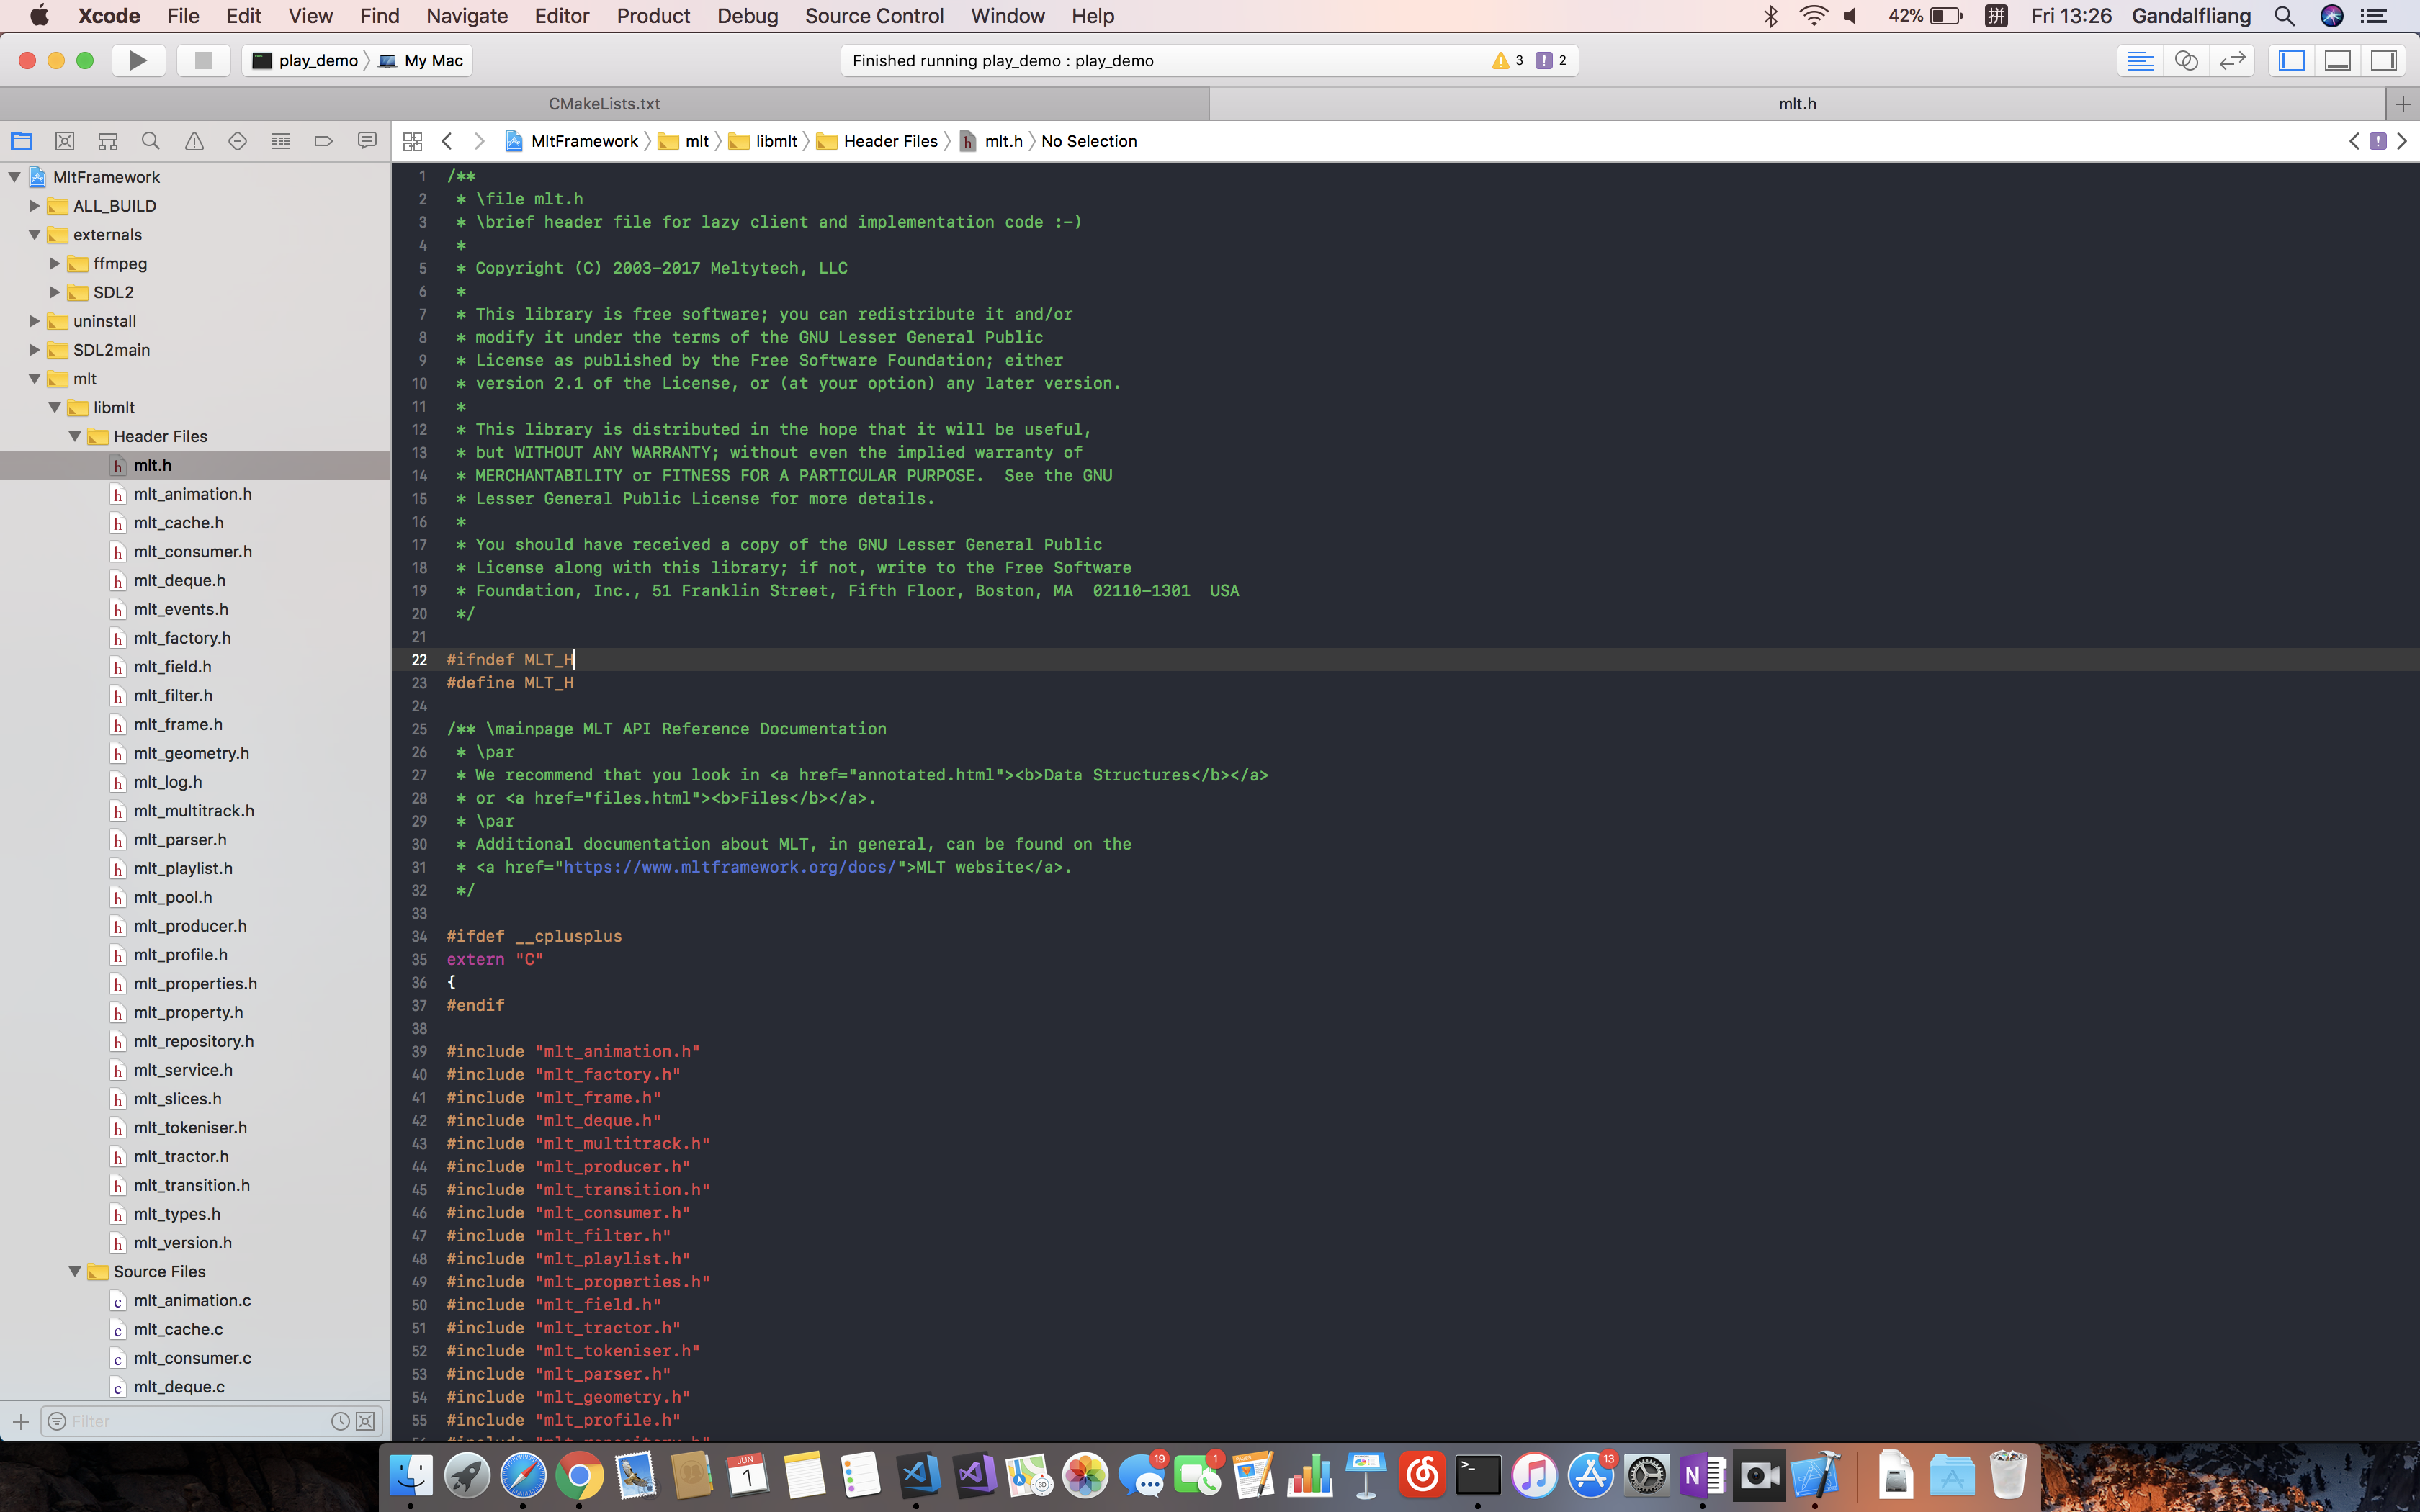 Xcode File Edit View Find Navigate Editor Product Debug Source Control Window Help 42% 拼 Fri 13:26 Gandalfliang
play_demo My Mac Finished running play_demo : play_demo 3 2
CMakeLists.txt mlt.h
MltFramework mlt libmlt Header Files mlt.h No Selection
MltFramework
ALL_BUILD
externals
ffmpeg
SDL2
uninstall
SDL2main
mlt
libmlt
Header Files
mlt.h
mlt_animation.h
mlt_cache.h
mlt_consumer.h
mlt_deque.h
mlt_events.h
mlt_factory.h
mlt_field.h
mlt_filter.h
mlt_frame.h
mlt_geometry.h
mlt_log.h
mlt_multitrack.h
mlt_parser.h
mlt_playlist.h
mlt_pool.h
mlt_producer.h
mlt_profile.h
mlt_properties.h
mlt_property.h
mlt_repository.h
mlt_service.h
mlt_slices.h
mlt_tokeniser.h
mlt_tractor.h
mlt_transition.h
mlt_types.h
mlt_version.h
Source Files
mlt_animation.c
mlt_cache.c
mlt_consumer.c
mlt_deque.c
Filter
1 /**
2 * \file mlt.h
3 * \brief header file for lazy client and implementation code :-)
4 *
5 * Copyright (C) 2003-2017 Meltytech, LLC
6 *
7 * This library is free software; you can redistribute it and/or
8 * modify it under the terms of the GNU Lesser General Public
9 * License as published by the Free Software Foundation; either
10 * version 2.1 of the License, or (at your option) any later version.
11 *
12 * This library is distributed in the hope that it will be useful,
13 * but WITHOUT ANY WARRANTY; without even the implied warranty of
14 * MERCHANTABILITY or FITNESS FOR A PARTICULAR PURPOSE.  See the GNU
15 * Lesser General Public License for more details.
16 *
17 * You should have received a copy of the GNU Lesser General Public
18 * License along with this library; if not, write to the Free Software
19 * Foundation, Inc., 51 Franklin Street, Fifth Floor, Boston, MA  02110-1301  USA
20 */
21
22 #ifndef MLT_H
23 #define MLT_H
24
25 /** \mainpage MLT API Reference Documentation
26 * \par
27 * We recommend that you look in <a href="annotated.html"><b>Data Structures</b></a>
28 * or <a href="files.html"><b>Files</b></a>.
29 * \par
30 * Additional documentation about MLT, in general, can be found on the
31 * <a href="https://www.mltframework.org/docs/">MLT website</a>.
32 */
33
34 #ifdef __cplusplus
35 extern "C"
36 {
37 #endif
38
39 #include "mlt_animation.h"
40 #include "mlt_factory.h"
41 #include "mlt_frame.h"
42 #include "mlt_deque.h"
43 #include "mlt_multitrack.h"
44 #include "mlt_producer.h"
45 #include "mlt_transition.h"
46 #include "mlt_consumer.h"
47 #include "mlt_filter.h"
48 #include "mlt_playlist.h"
49 #include "mlt_properties.h"
50 #include "mlt_field.h"
51 #include "mlt_tractor.h"
52 #include "mlt_tokeniser.h"
53 #include "mlt_parser.h"
54 #include "mlt_geometry.h"
55 #include "mlt_profile.h"
JUN 1 19 1 13 N